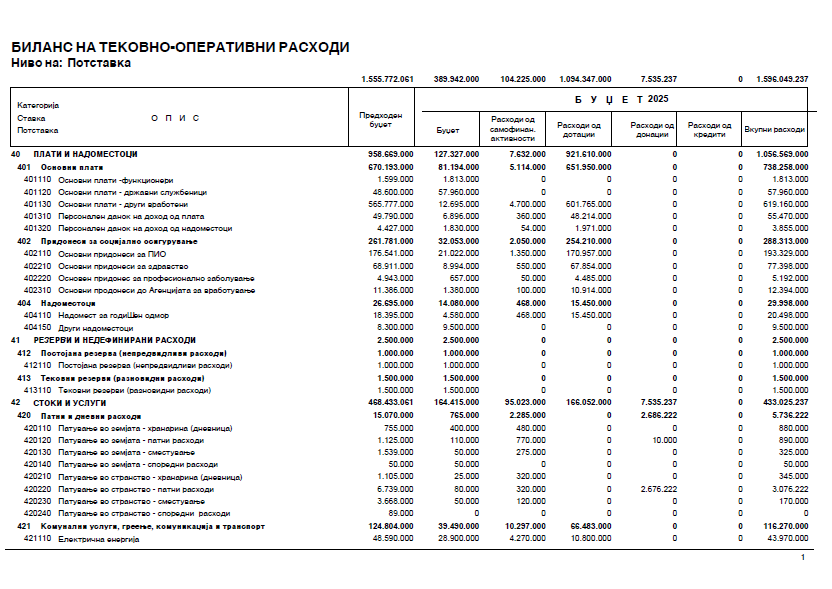 БИЛАНС НА ТЕКОВНО-ОПЕРАТИВНИ РАСХОДИ
Ниво на: Потставка
1.555.772.061 389.942.000 104.225.000 1.094.347.000 7.535.237 0 1.596.049.237
Категорија
Ставка О П И С
Потставка
Предходен буџет
Б У Џ Е Т 2025
Буџет
Расходи од самофинан. активности
Расходи од дотации
Расходи од донации
Расходи од кредити
Вкупни расходи
40 ПЛАТИ И НАДОМЕСТОЦИ 958.669.000 127.327.000 7.632.000 921.610.000 0 0 1.056.569.000
401 Основни плати 670.193.000 81.194.000 5.114.000 651.950.000 0 0 738.258.000
401110 Основни плати -функционери 1.599.000 1.813.000 0 0 0 0 1.813.000
401120 Основни плати - државни службеници 48.600.000 57.960.000 0 0 0 0 57.960.000
401130 Основни плати - други вработени 565.777.000 12.695.000 4.700.000 601.765.000 0 0 619.160.000
401310 Персонален данок на доход од плата 49.790.000 6.896.000 360.000 48.214.000 0 0 55.470.000
401320 Персонален данок на доход од надоместоци 4.427.000 1.830.000 54.000 1.971.000 0 0 3.855.000
402 Придонеси за социјално осигурување 261.781.000 32.053.000 2.050.000 254.210.000 0 0 288.313.000
402110 Основни придонеси за ПИО 176.541.000 21.022.000 1.350.000 170.957.000 0 0 193.329.000
402210 Основни придонеси за здравство 68.911.000 8.994.000 550.000 67.854.000 0 0 77.398.000
402220 Основен придонес за професионално заболување 4.943.000 657.000 50.000 4.485.000 0 0 5.192.000
402310 Основни продонеси до Агенцијата за вработување 11.386.000 1.380.000 100.000 10.914.000 0 0 12.394.000
404 Надоместоци 26.695.000 14.080.000 468.000 15.450.000 0 0 29.998.000
404110 Надомест за годиШен одмор 18.395.000 4.580.000 468.000 15.450.000 0 0 20.498.000
404150 Други надоместоци 8.300.000 9.500.000 0 0 0 0 9.500.000
41 РЕЗЕРВИ И НЕДЕФИНИРАНИ РАСХОДИ 2.500.000 2.500.000 0 0 0 0 2.500.000
412 Постојана резерва (непредвидливи расходи) 1.000.000 1.000.000 0 0 0 0 1.000.000
412110 Постојана резерва (непредвидливи расходи) 1.000.000 1.000.000 0 0 0 0 1.000.000
413 Тековни резерви (разновидни расходи) 1.500.000 1.500.000 0 0 0 0 1.500.000
413110 Тековни резерви (разновидни расходи) 1.500.000 1.500.000 0 0 0 0 1.500.000
42 СТОКИ И УСЛУГИ 468.433.061 164.415.000 95.023.000 166.052.000 7.535.237 0 433.025.237
420 Патни и дневни расходи 15.070.000 765.000 2.285.000 0 2.686.222 0 5.736.222
420110 Патување во земјата - хранарина (дневница) 755.000 400.000 480.000 0 0 0 880.000
420120 Патување во земјата - патни расходи 1.125.000 110.000 770.000 0 10.000 0 890.000
420130 Патување во земјата - сместување 1.539.000 50.000 275.000 0 0 0 325.000
420140 Патување во земјата - споредни расходи 50.000 50.000 0 0 0 0 50.000
420210 Патување во странство - хранарина (дневница) 1.105.000 25.000 320.000 0 0 0 345.000
420220 Патување во странство - патни расходи 6.739.000 80.000 320.000 0 2.676.222 0 3.076.222
420230 Патување во странство - сместување 3.668.000 50.000 120.000 0 0 0 170.000
420240 Патување во странство - споредни расходи 89.000 0 0 0 0 0 0
421 Комунални услуги, греење, комуникација и транспорт 124.804.000 39.490.000 10.297.000 66.483.000 0 0 116.270.000
421110 Електрична енергија 48.590.000 28.900.000 4.270.000 10.800.000 0 0 43.970.000
1